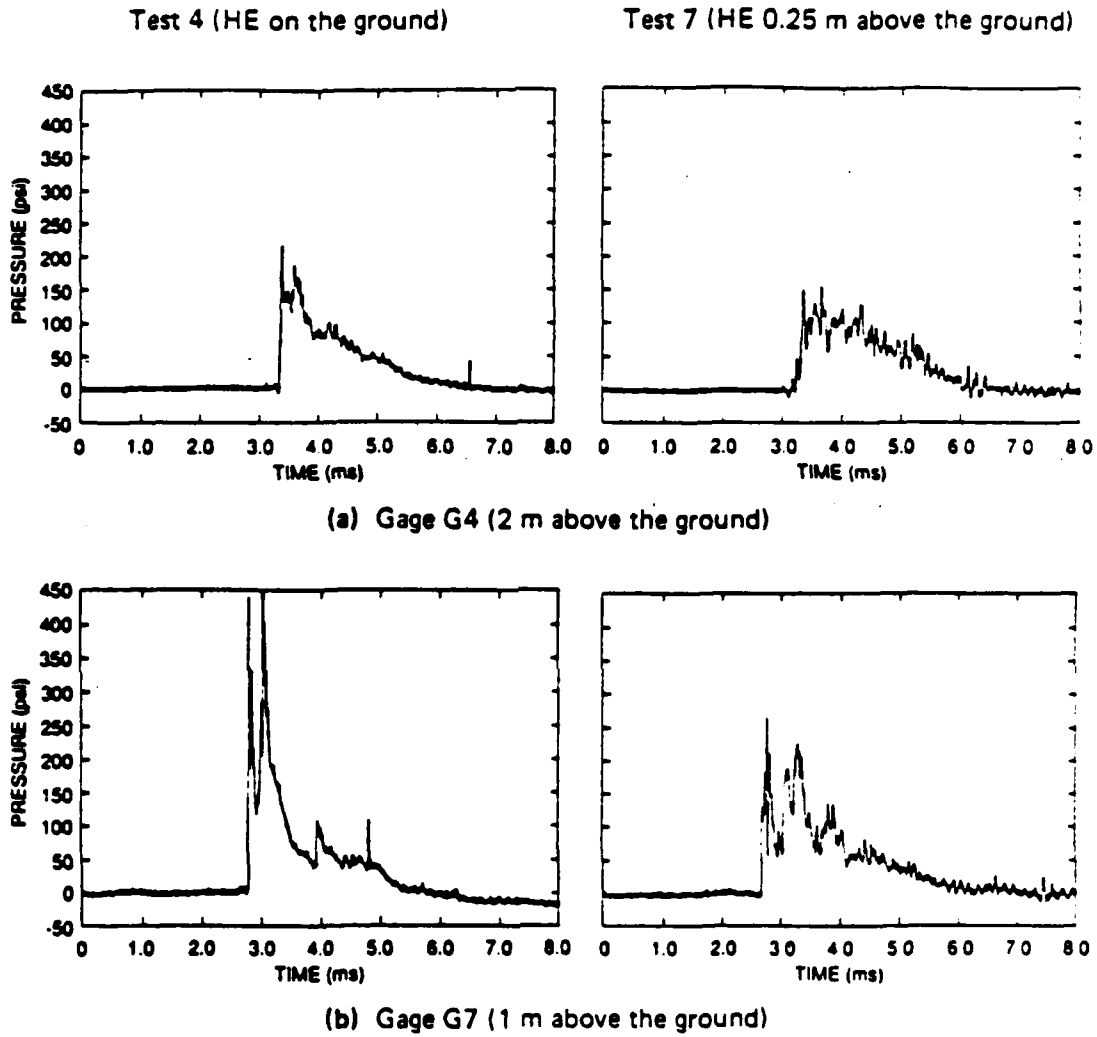 Test 4 (HE on the ground)
Test 7 (HE 0.25 m above the ground)
450
400
350
300
250
200
150
100
50
0
-50
PRESSURE (psi)
0 1.0 2.0 3.0 4.0 5.0 6.0 7.0 8.0
TIME (ms)
0 1.0 2.0 3.0 4.0 5.0 6.0 7 0 8 0
TIME (ms)
(a) Gage G4 (2 m above the ground)
450
400
350
300
250
200
150
100
50
0
-50
PRESSURE (psi)
0 1.0 2.0 3.0 4.0 5.0 6.0 7.0 8.0
TIME (ms)
0 1.0 2.0 3 0 4 0 5 0 6 0 7 0 8 0
TIME (ms)
(b) Gage G7 (1 m above the ground)